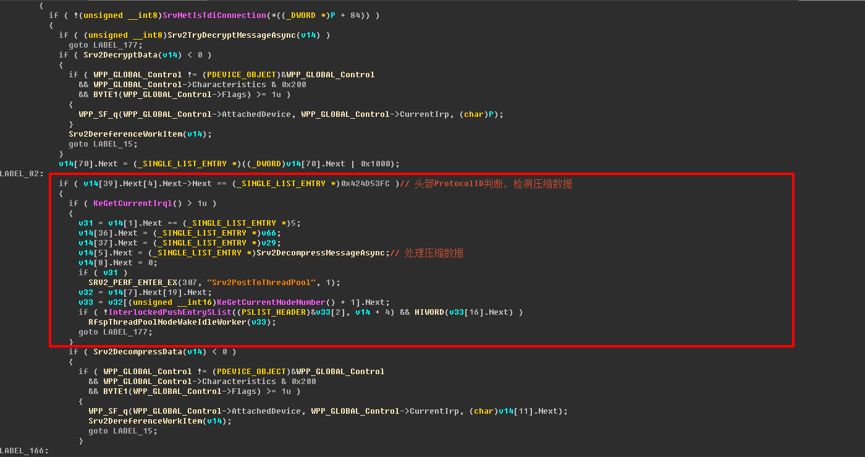 {
if ( !(unsigned __int8)SrvNetIsTdiConnection(*((_DWORD *)P + 84)) )
{
if ( (unsigned __int8)Srv2TryDecryptMessageAsync(v14) )
goto LABEL_177;
if ( Srv2DecryptData(v14) < 0 )
{
if ( WPP_GLOBAL_Control != (PDEVICE_OBJECT)&WPP_GLOBAL_Control
&& WPP_GLOBAL_Control->Characteristics & 0x200
&& BYTE1(WPP_GLOBAL_Control->Flags) >= 1u )
{
WPP_SF_q(WPP_GLOBAL_Control->AttachedDevice, WPP_GLOBAL_Control->CurrentIrp, (char)P);
}
Srv2DereferenceWorkItem(v14);
goto LABEL_15;
}
v14[70].Next = (_SINGLE_LIST_ENTRY *)((_DWORD)v14[70].Next | 0x1000);
LABEL_82:
if ( v14[39].Next[4].Next->Next == (_SINGLE_LIST_ENTRY *)0x424D53FC )// 头部ProtocolID判断，检测压缩数据
{
if ( KeGetCurrentIrql() > 1u )
{
v31 = v14[1].Next == (_SINGLE_LIST_ENTRY *)5;
v14[36].Next = (_SINGLE_LIST_ENTRY *)v66;
v14[37].Next = (_SINGLE_LIST_ENTRY *)v29;
v14[5].Next = (_SINGLE_LIST_ENTRY *)Srv2DecompressMessageAsync;// 处理压缩数据
v14[8].Next = 0;
if ( v31 )
SRV2_PERF_ENTER_EX(307, "Srv2PostToThreadPool", 1);
v32 = v14[7].Next[19].Next;
v33 = v32[(unsigned __int16)KeGetCurrentNodeNumber() + 1].Next;
if ( !InterlockedPushEntrySList((PSLIST_HEADER)&v33[2], v14 + 4) && HIWORD(v33[16].Next) )
RfspThreadPoolNodeWakeIdleWorker(v33);
goto LABEL_177;
}
if ( Srv2DecompressData(v14) < 0 )
{
if ( WPP_GLOBAL_Control != (PDEVICE_OBJECT)&WPP_GLOBAL_Control
&& WPP_GLOBAL_Control->Characteristics & 0x200
&& BYTE1(WPP_GLOBAL_Control->Flags) >= 1u )
{
WPP_SF_q(WPP_GLOBAL_Control->AttachedDevice, WPP_GLOBAL_Control->CurrentIrp, (char)v14[11].Next);
Srv2DereferenceWorkItem(v14);
goto LABEL_15;
}
LABEL_166: